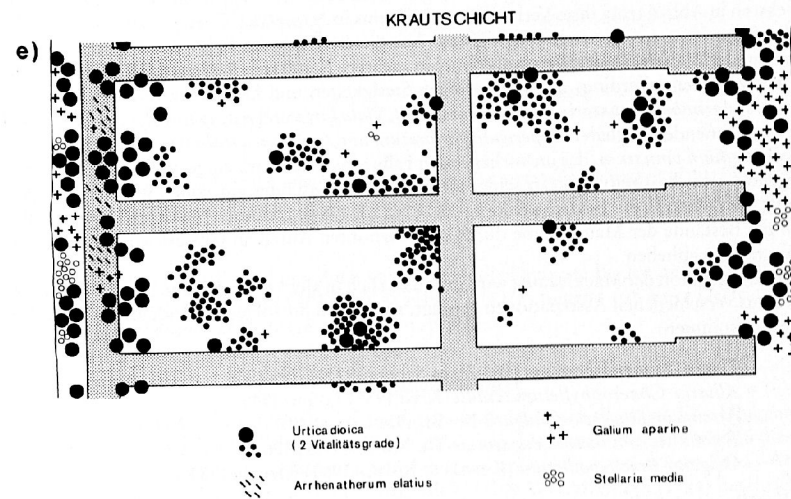 KRAUTSCHICHT
e)
Urtica dioica
( 2 Vitalitätsgrade )
Galium aparine
Arrhenatherum elatius
Stellaria media